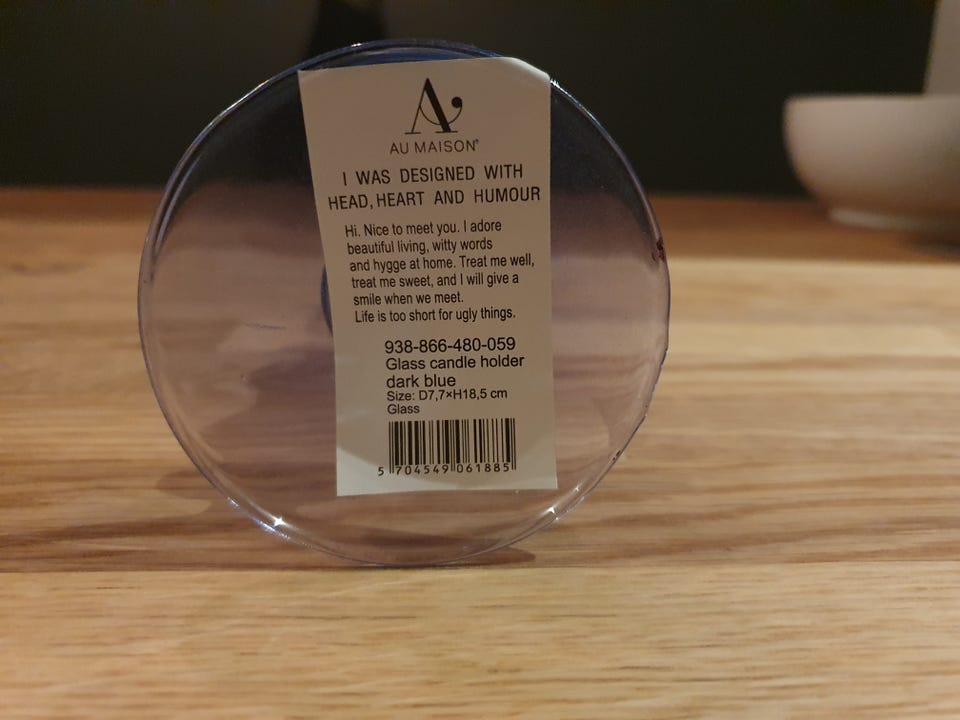 A
AU MAISON®
I WAS DESIGNED WITH
HEAD, HEART AND HUMOUR
Hi. Nice to meet you. I adore
beautiful living, witty words
and hygge at home. Treat me well,
treat me sweet, and I will give a
smile when we meet.
Life is too short for ugly things.
938-866-480-059
Glass candle holder
dark blue
Size: D7,7×H18,5 cm
Glass
5 704549 061885